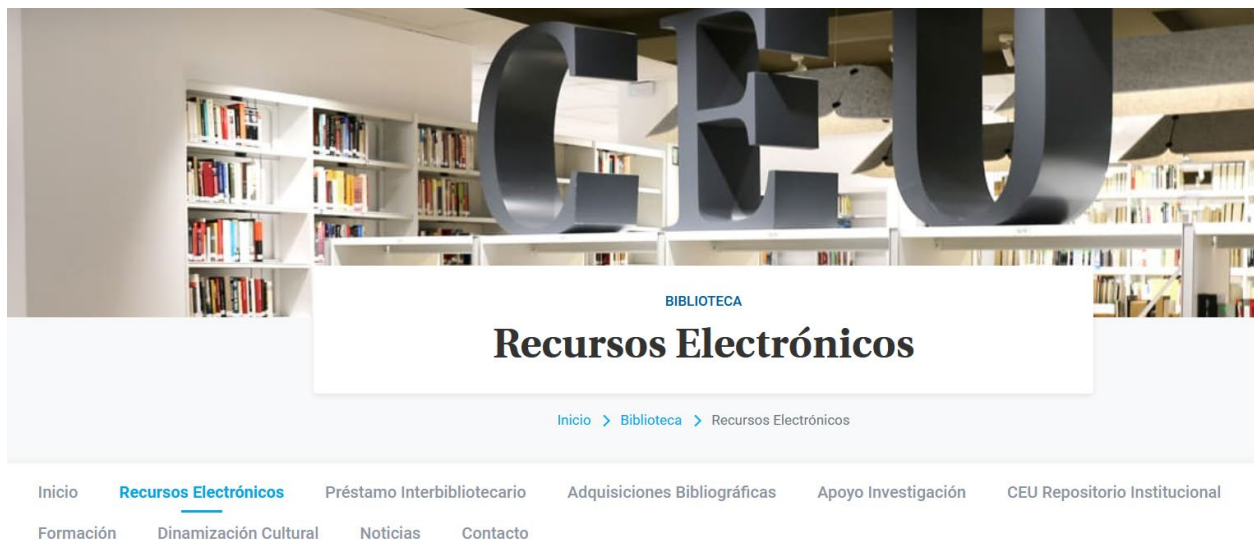 CEU
BIBLIOTECA
Recursos Electrónicos
Inicio > Biblioteca > Recursos Electrónicos
Inicio Recursos Electrónicos Préstamo Interbibliotecario Adquisiciones Bibliográficas Apoyo Investigación CEU Repositorio Institucional
Formación Dinamización Cultural Noticias Contacto